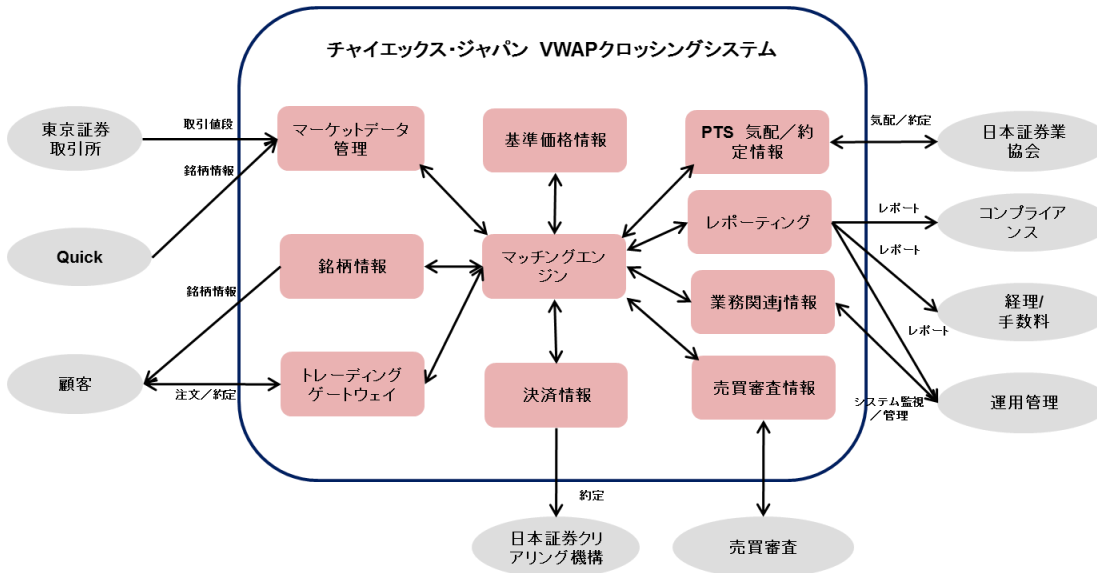 チャイエックス・ジャパン VWAPクロッシングシステム
東京証券
取引所
取引値段
マーケットデータ
管理
基準価格情報
PTS 気配／約
定情報
気配／約定
日本証券業
協会
銘柄情報
レポーティング
レポート
コンプライア
ンス
Quick
銘柄情報
マッチングエン
ジン
レポート
銘柄情報
業務関連j情報
経理/
手数料
レポート
顧客
注文／約定
トレーディング
ゲートウェイ
決済情報
売買審査情報
システム監視
／管理
運用管理
約定
日本証券クリ
アリング機構
売買審査